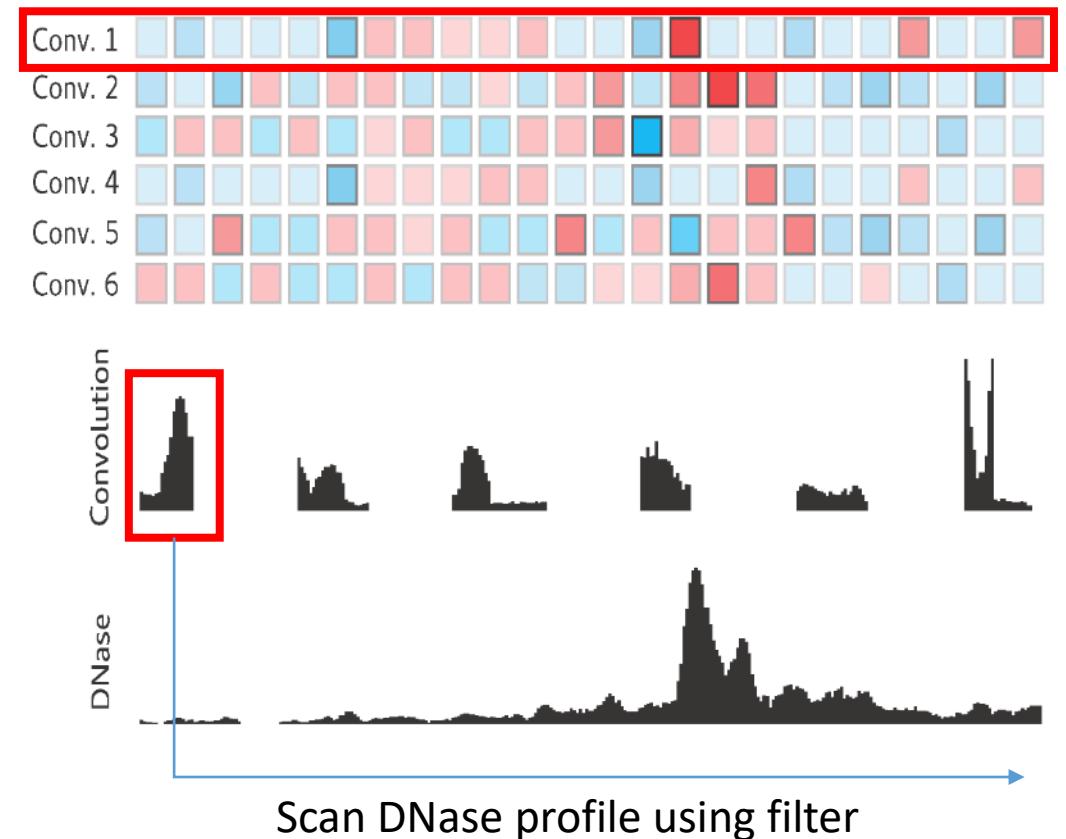 Conv. 1
Conv. 2
Conv. 3
Conv. 4
Conv. 5
Conv. 6
Convolution
DNase
Scan DNase profile using filter